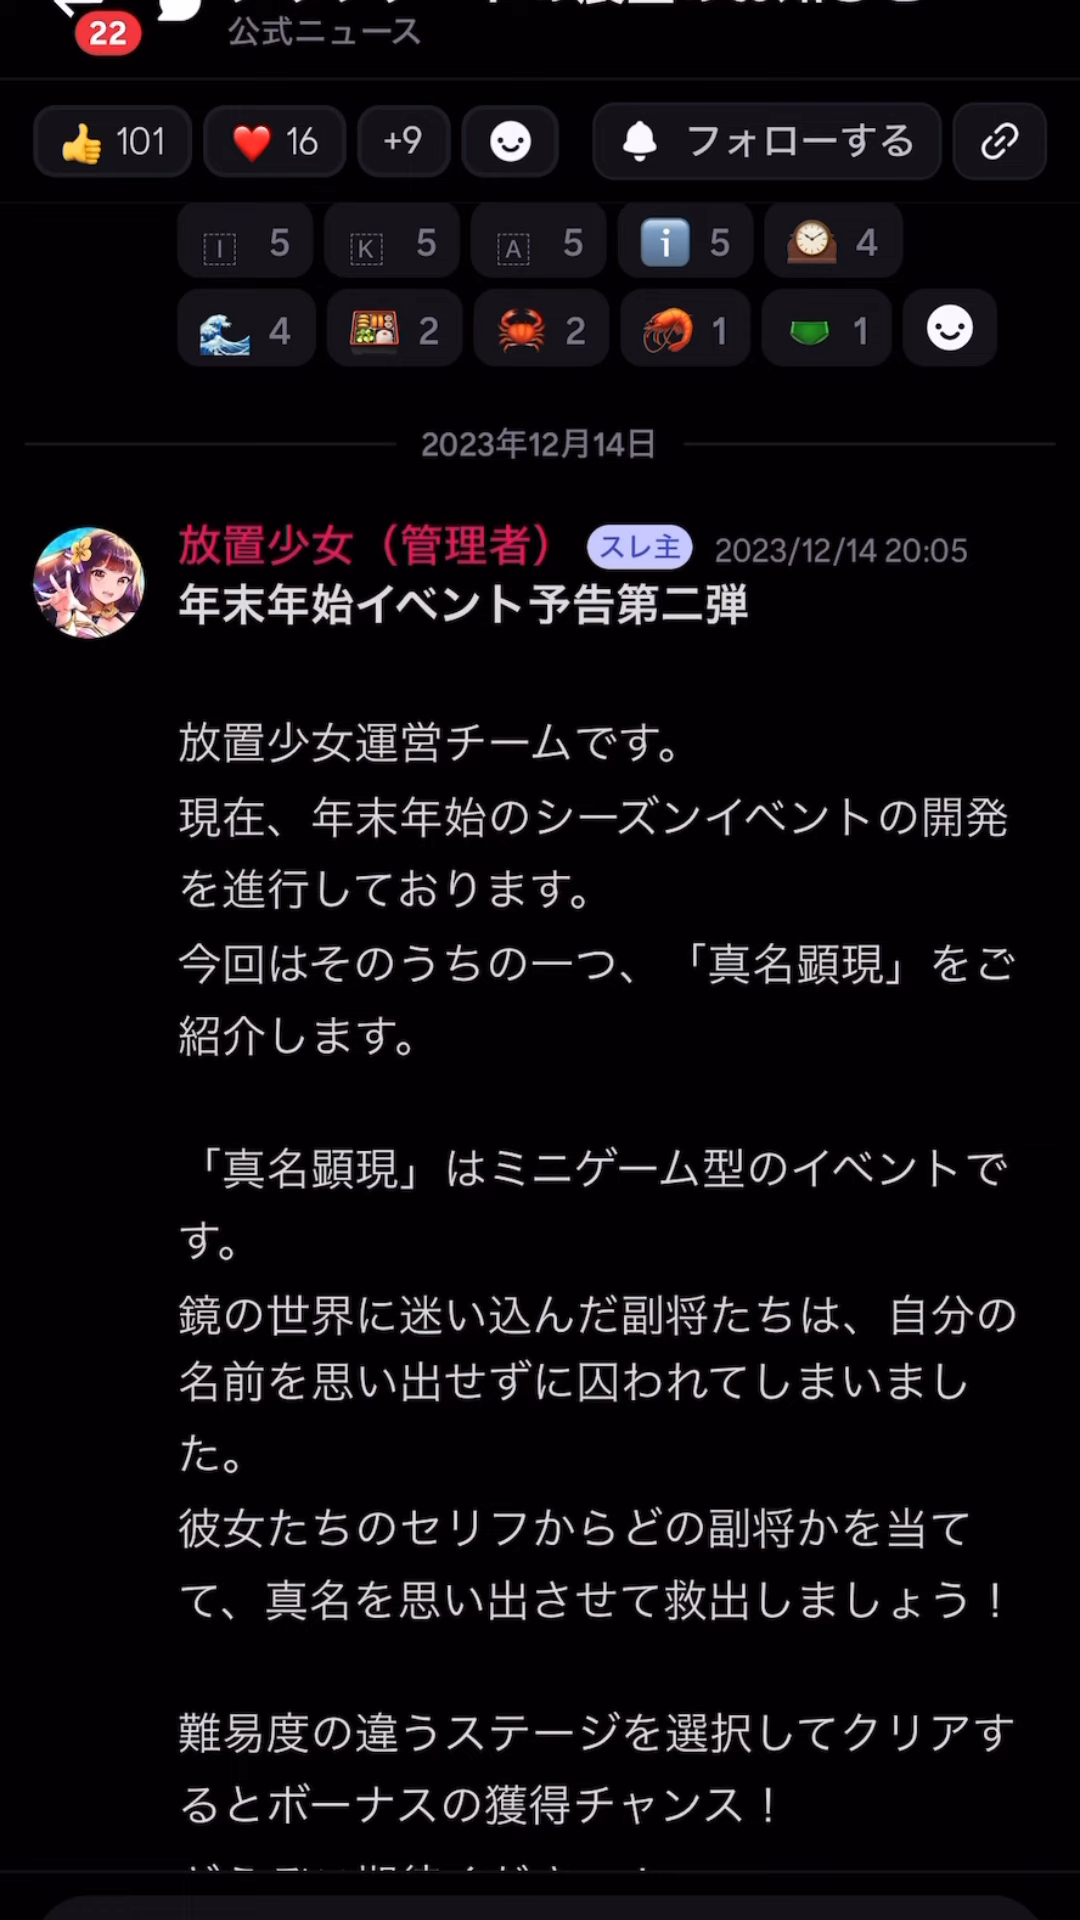 22
公式ニュース
101
16
+9
フォローする
I 5
K 5
A 5
i 5
4
4
2
2
1
1
2023年12月14日
放置少女（管理者） スレ主 2023/12/14 20:05
年末年始イベント予告第二弾
放置少女運営チームです。
現在、年末年始のシーズンイベントの開発
を進行しております。
今回はそのうちの一つ、「真名顕現」をご
紹介します。
「真名顕現」はミニゲーム型のイベントで
す。
鏡の世界に迷い込んだ副将たちは、自分の
名前を思い出せずに囚われてしまいまし
た。
彼女たちのセリフからどの副将かを当て
て、真名を思い出させて救出しましょう！
難易度の違うステージを選択してクリアす
るとボーナスの獲得チャンス！